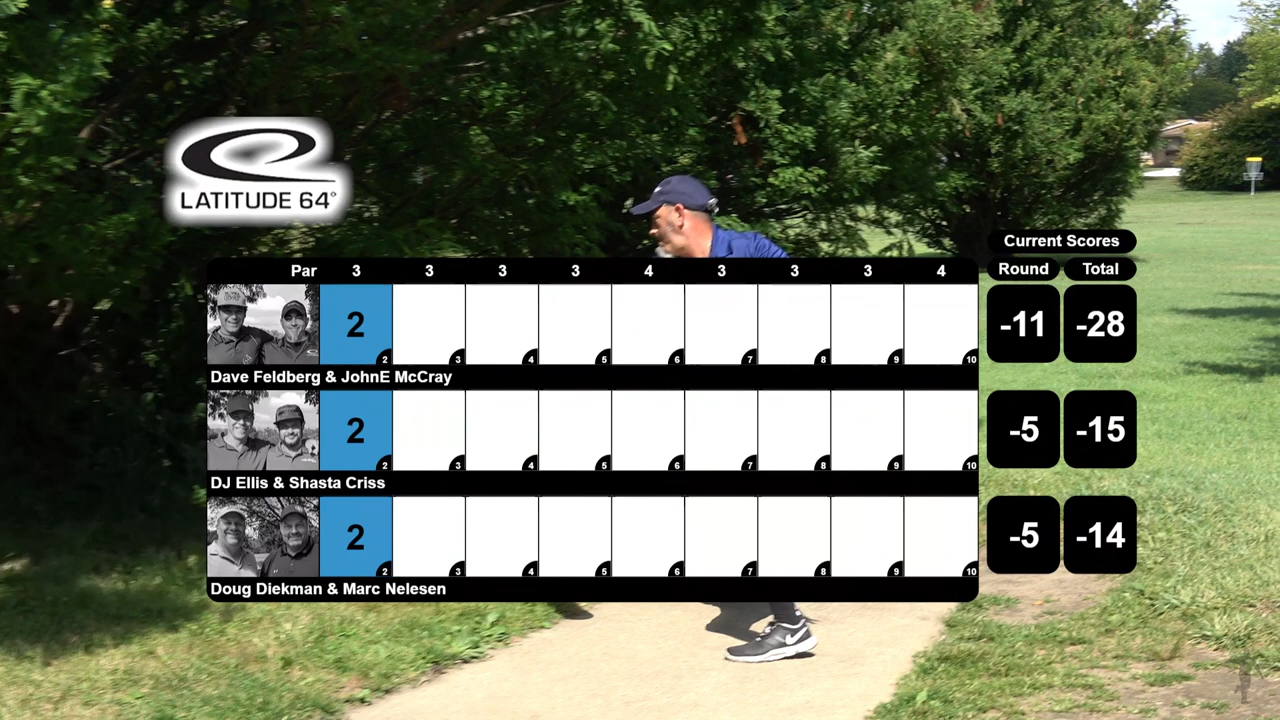 LATITUDE 64°
Current Scores
Round Total
Par 3 3 3 3 4 3 3 3 4
2 -11 -28
2 3 4 5 6 7 8 9 10
Dave Feldberg & JohnE McCray
2 -5 -15
2 3 4 5 6 7 8 9 10
DJ Ellis & Shasta Criss
2 -5 -14
2 3 4 5 6 7 8 9 10
Doug Diekman & Marc Nelesen